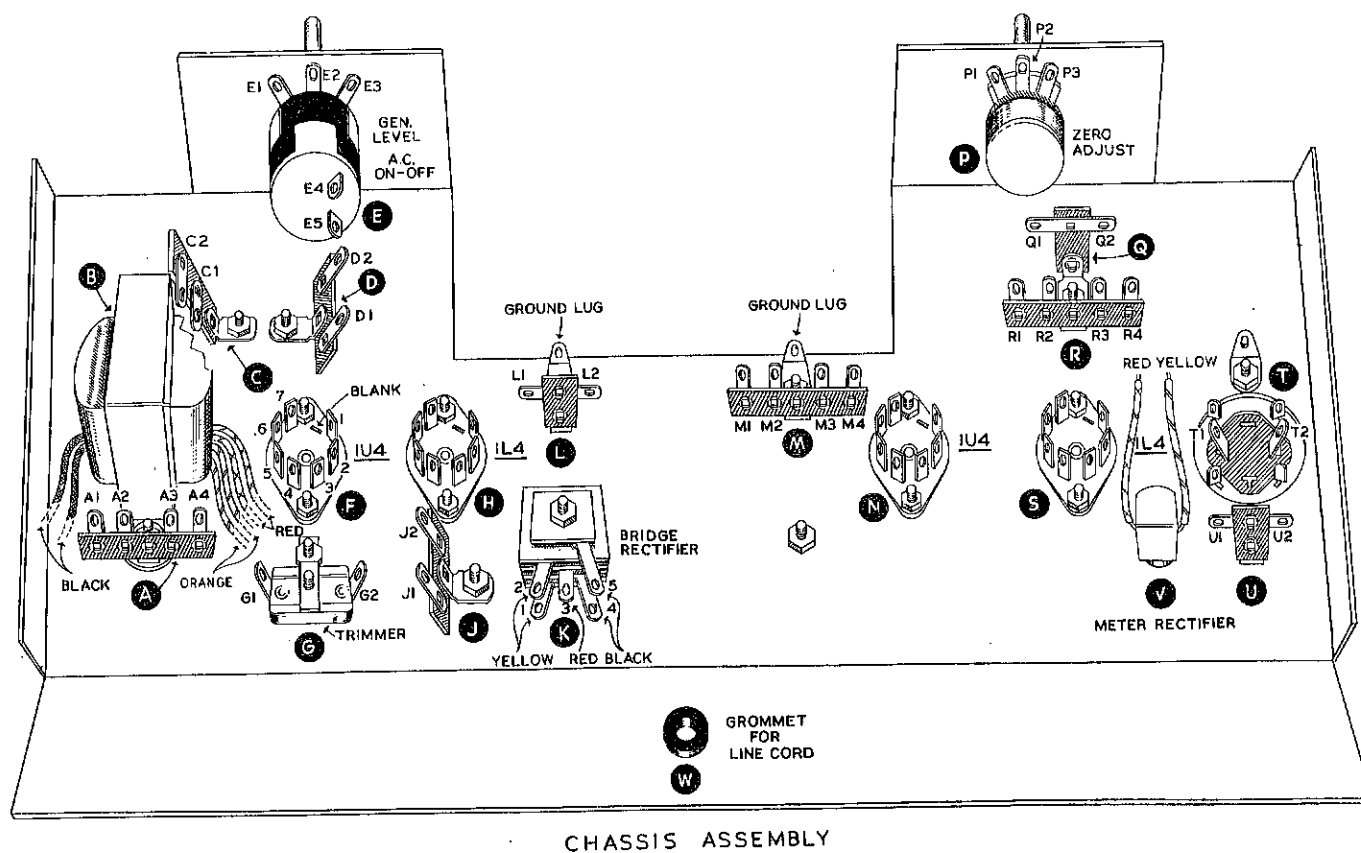 P2
E1
E2
E3
P1
P3
GEN.
LEVEL
A.C.
ON-OFF
ZERO
ADJUST
P
E4
E5
E
C2
C1
B
D2
D
D1
C
Q1
Q2
Q
GROUND LUG
GROUND LUG
R1
R2
R3
R4
R
RED YELLOW
T
L1
L2
L
M1
M2
M3
M4
M
7
BLANK
1
6
5
4
3
2
1U4
F
1L4
H
1U4
N
S
1L4
T1
T2
A1
A2
A3
A4
RED
BLACK
ORANGE
A
G1
G2
TRIMMER
G
J2
J1
J
BRIDGE
RECTIFIER
2
1
3
5
4
K
YELLOW
RED
BLACK
U1
U2
U
V
METER RECTIFIER
GROMMET
FOR
LINE CORD
W
CHASSIS ASSEMBLY